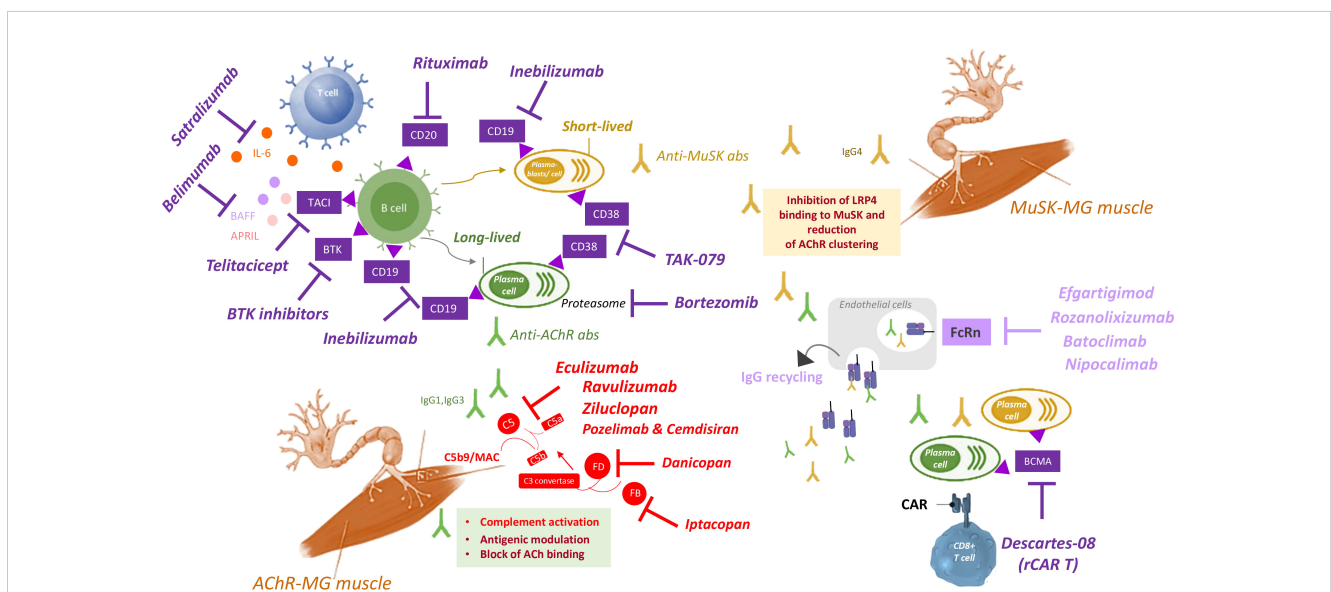 Rituximab
Inebilizumab
Satralizumab
T cell
IL-6
CD20
CD19
Short-lived
Plasma-
blasts/ cell
Anti-MuSK abs
IgG4
Belimumab
BAFF
APRIL
TACI
B cell
BTK
CD19
Long-lived
CD38
CD38
Inhibition of LRP4
binding to MuSK and
reduction
of AChR clustering
MuSK-MG muscle
Telitacicept
BTK inhibitors
Inebilizumab
CD19
Plasma
cell
Proteasome
TAK-079
Bortezomib
Anti-AChR abs
Endothelial cells
FcRn
IgG recycling
Efgartigimod
Rozanolixizumab
Batoclimab
Nipocalimab
IgG1,IgG3
Eculizumab
Ravulizumab
Ziluclopan
Pozelimab & Cemdisiran
C5
C5a
C5b
C5b9/MAC
C3 convertase
FD
FB
Danicopan
Iptacopan
Complement activation
Antigenic modulation
Block of ACh binding
AChR-MG muscle
Plasma
cell
Plasma
cell
BCMA
CAR
CD8+
T cell
Descartes-08
(rCAR T)